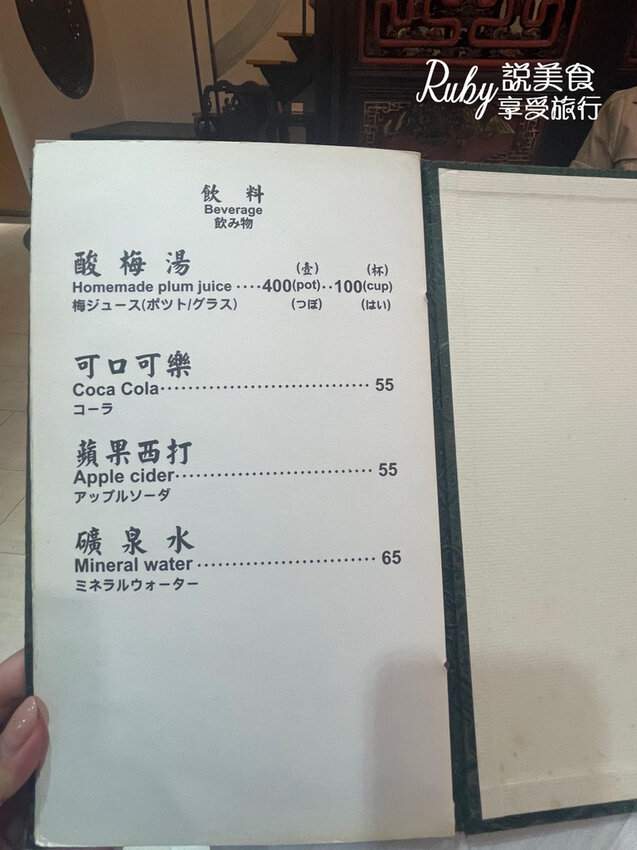 Ruby 說美食
享受旅行
飲 料
Beverage
飲み物
酸梅湯 (壺) (杯)
Homemade plum juice ····400(pot)··100(cup)
梅ジュース(ポツト/グラス) (つぼ) (はい)
可口可樂
Coca Cola······························ 55
コーラ
蘋果西打
Apple cider···························· 55
アップルソーダ
礦泉水
Mineral water ························· 65
ミネラルウォーター